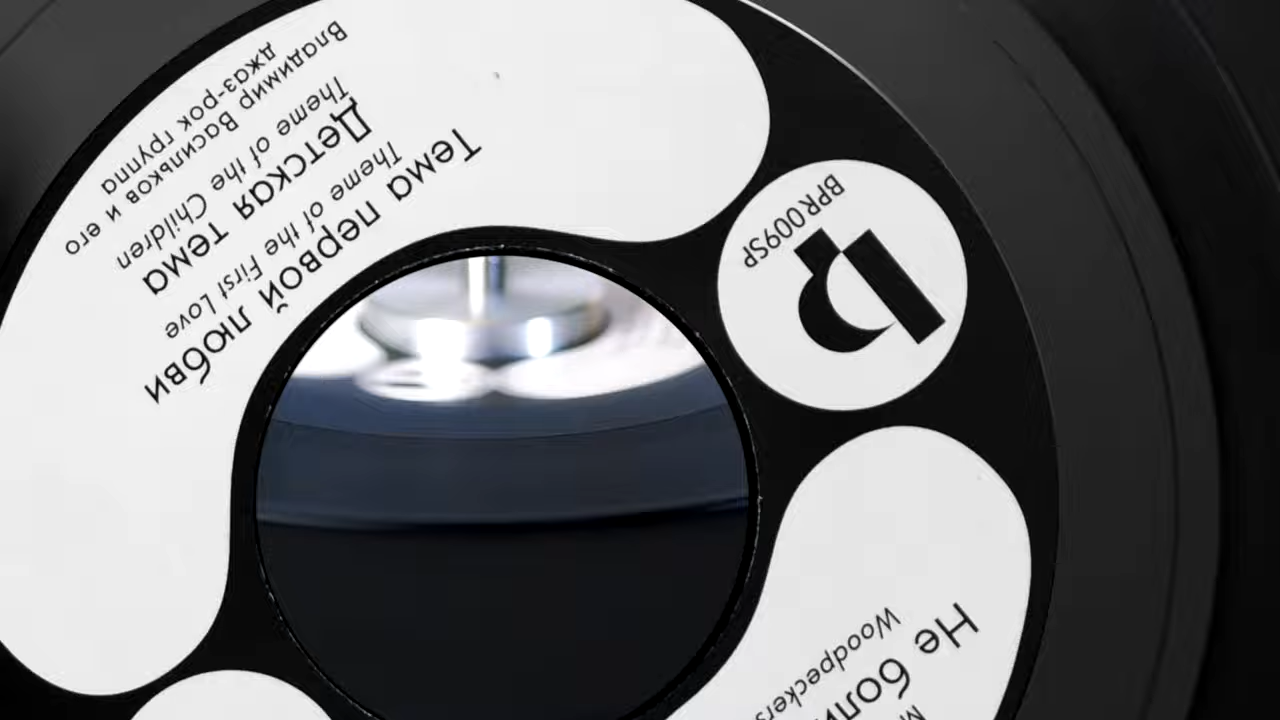 Тема первой любви
Theme of the First Love
Детская тема
Theme of the Children
Владимир Васильков и его
джаз-рок группа
BPR009SP
Не
Woodpeckers